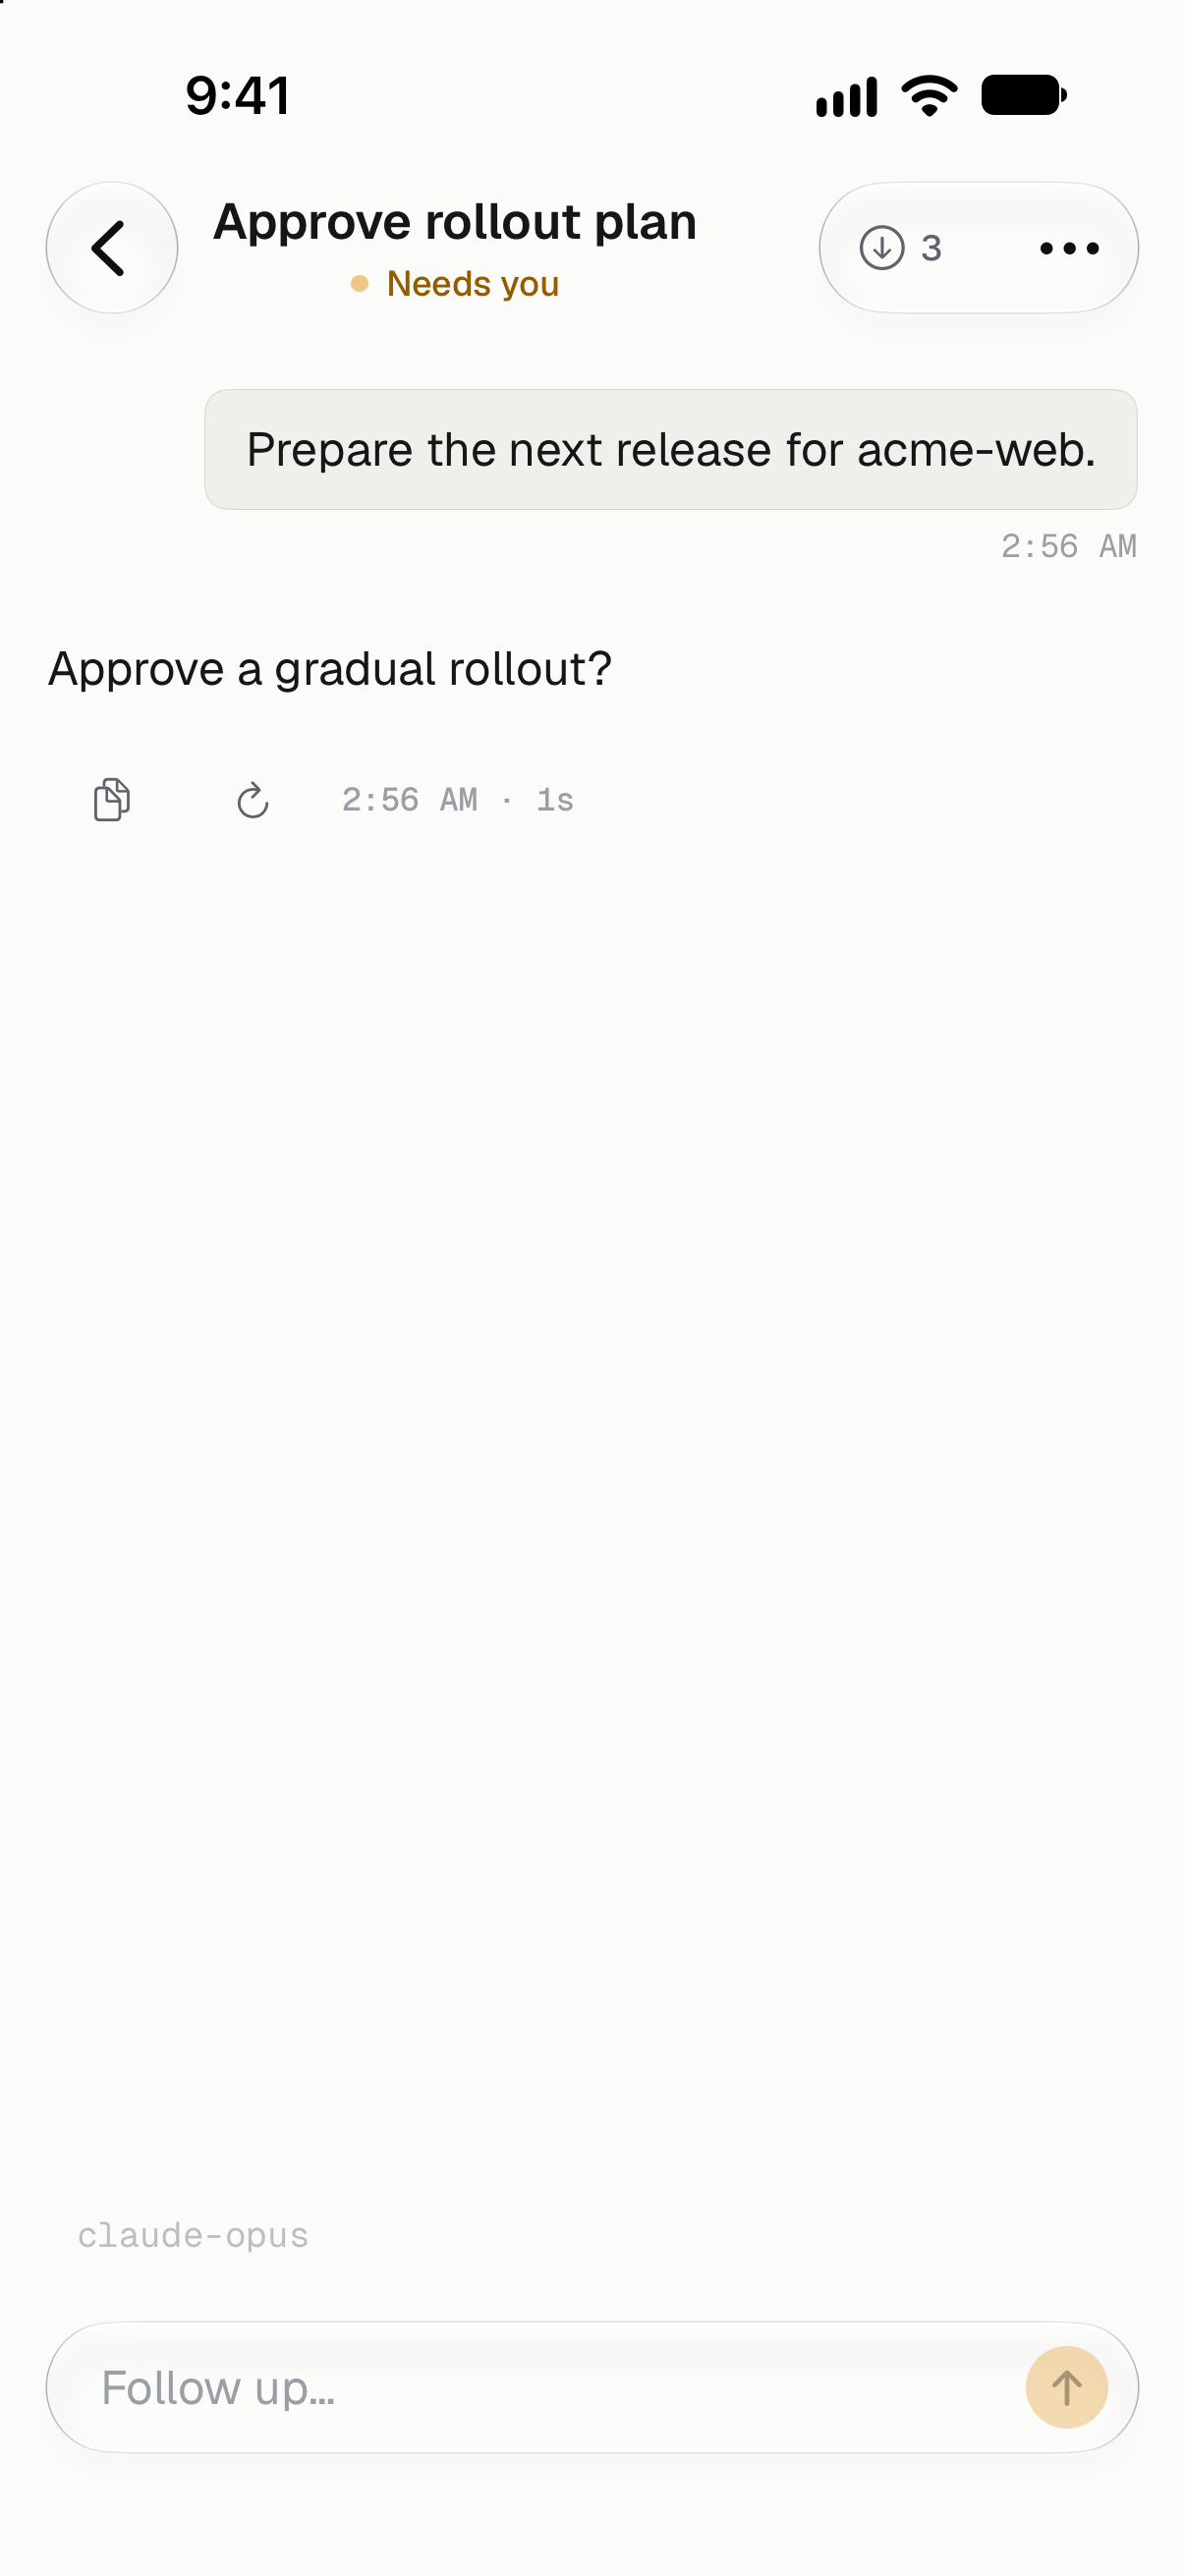 9:41
Approve rollout plan
Needs you
3
Prepare the next release for acme-web.
2:56 AM
Approve a gradual rollout?
2:56 AM · 1s
claude-opus
Follow up…